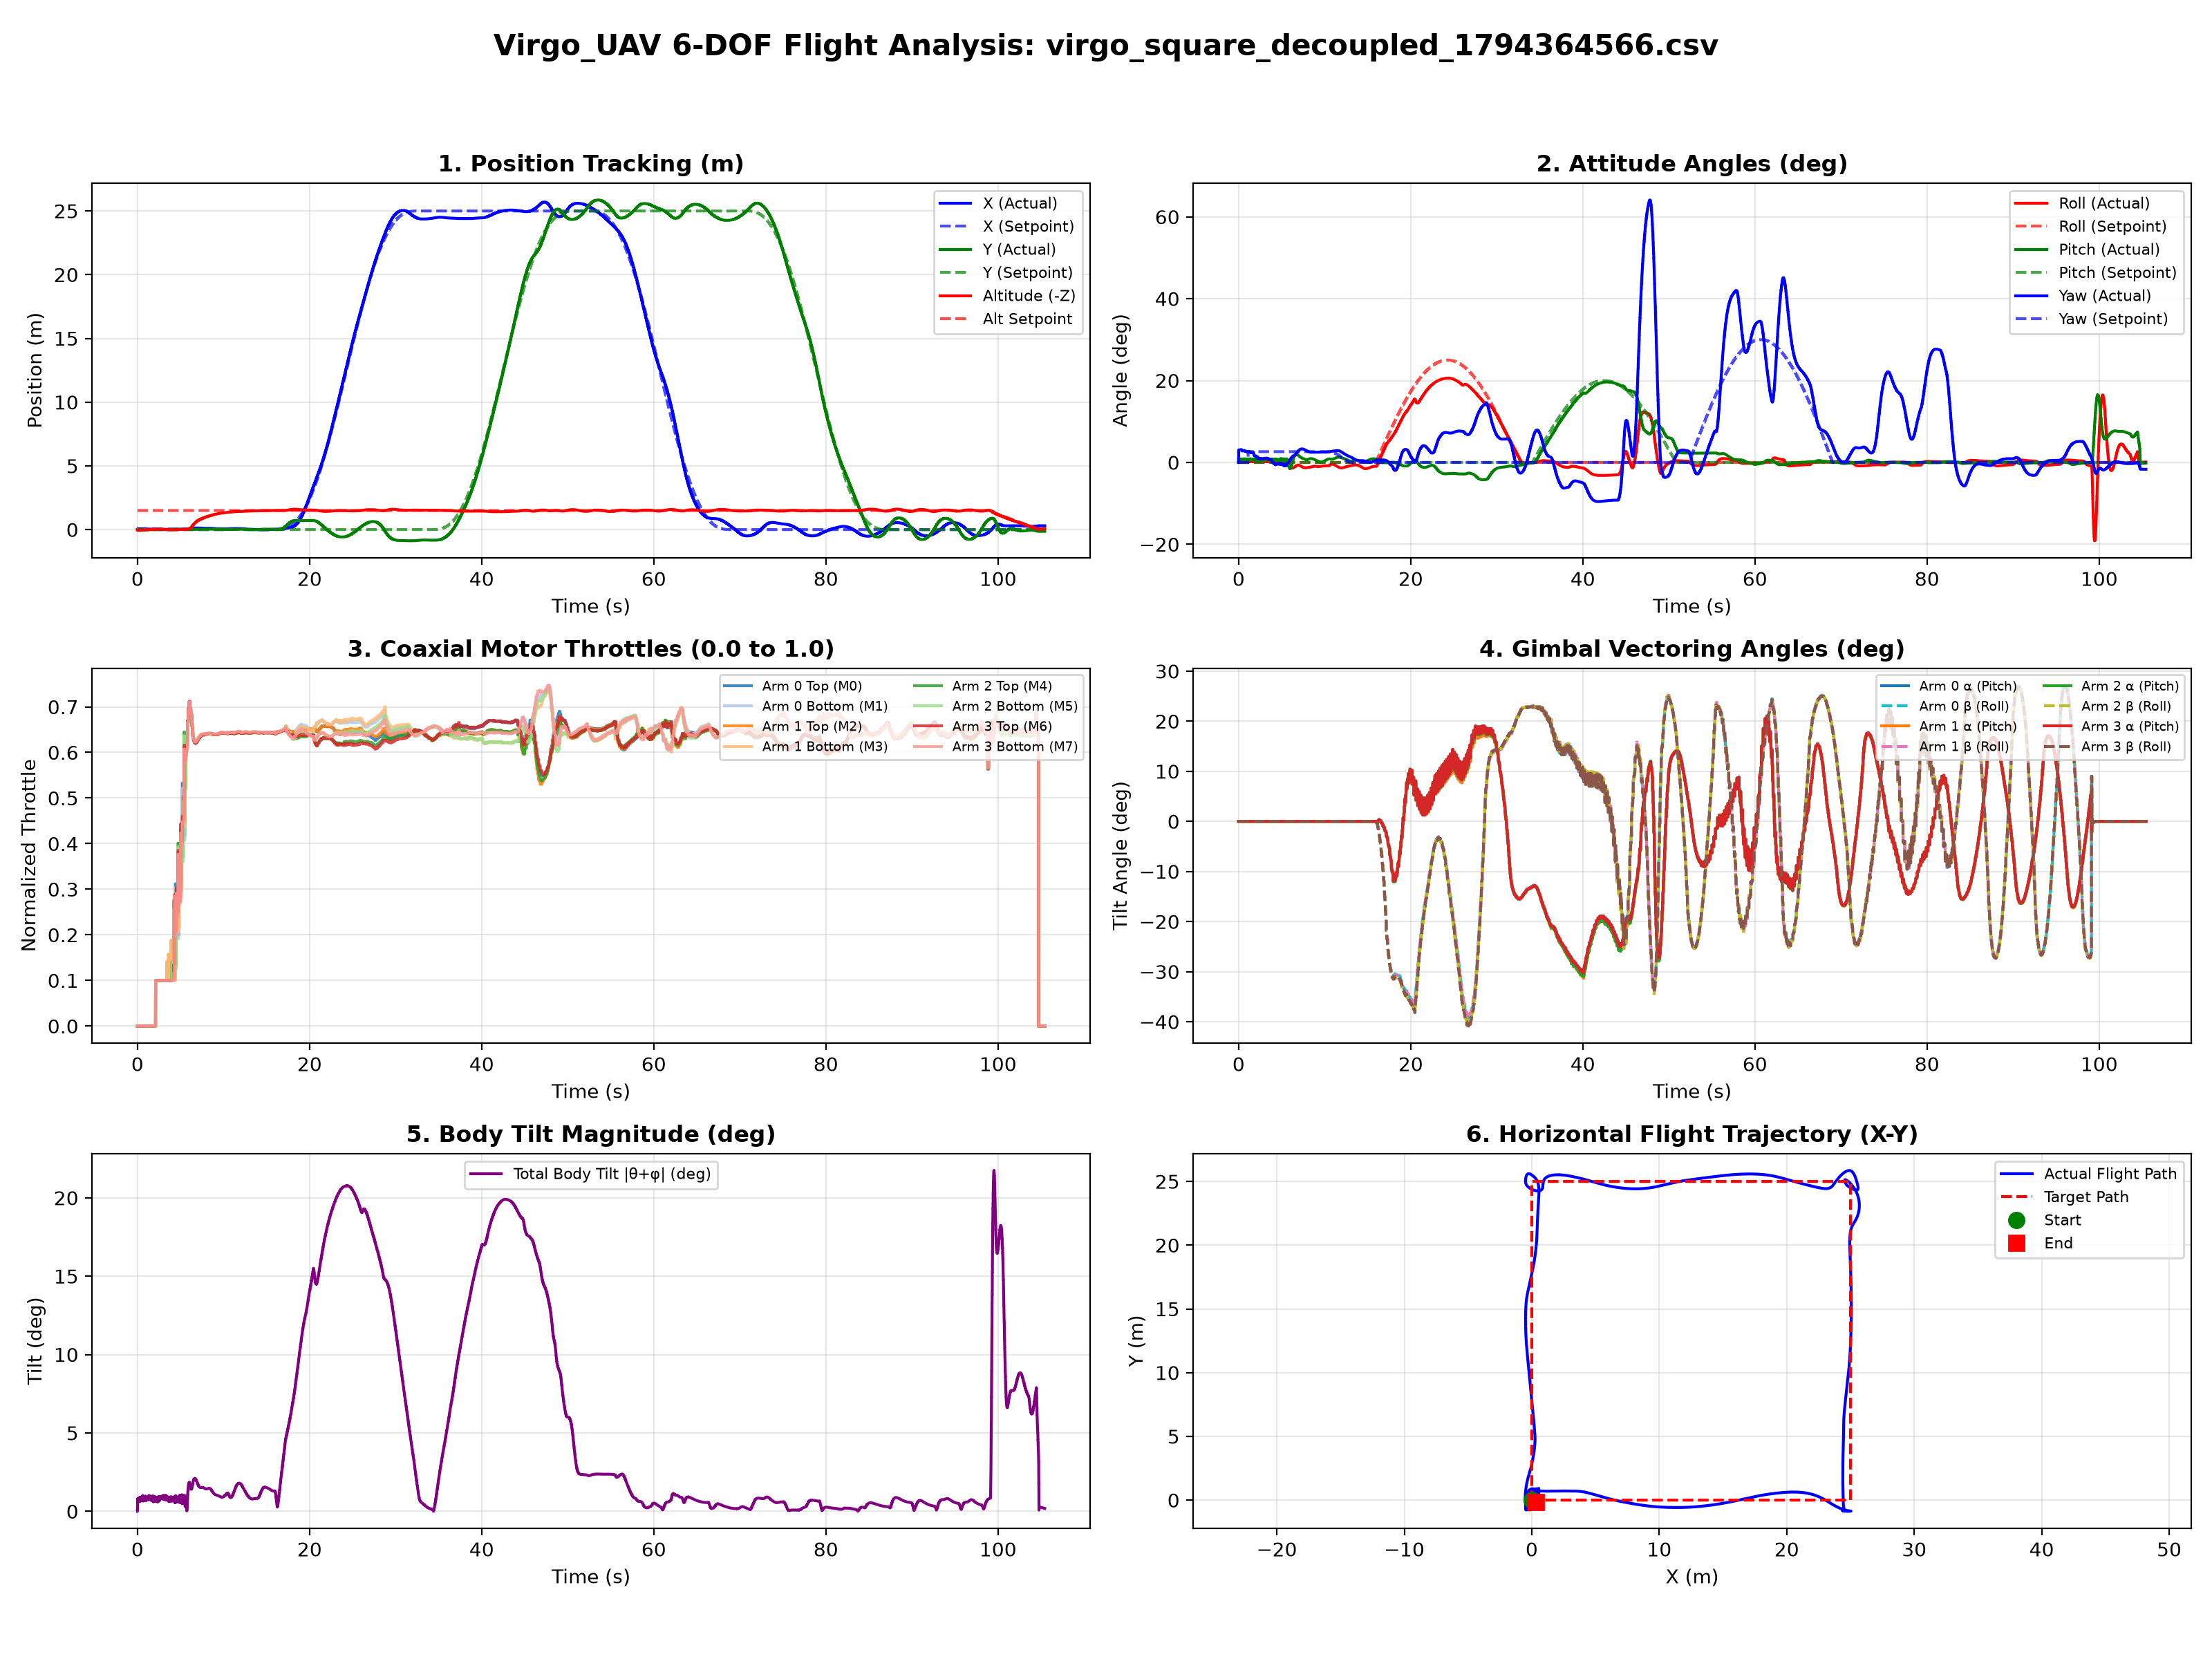 Virgo_UAV 6-DOF Flight Analysis: virgo_square_decoupled_1794364566.csv
1. Position Tracking (m)
Position (m)
25
20
15
10
5
0
X (Actual)
X (Setpoint)
Y (Actual)
Y (Setpoint)
Altitude (-Z)
Alt Setpoint
0 20 40 60 80 100
Time (s)
2. Attitude Angles (deg)
Angle (deg)
60
40
20
0
−20
Roll (Actual)
Roll (Setpoint)
Pitch (Actual)
Pitch (Setpoint)
Yaw (Actual)
Yaw (Setpoint)
0 20 40 60 80 100
Time (s)
3. Coaxial Motor Throttles (0.0 to 1.0)
Normalized Throttle
0.7
0.6
0.5
0.4
0.3
0.2
0.1
0.0
Arm 0 Top (M0) Arm 2 Top (M4)
Arm 0 Bottom (M1) Arm 2 Bottom (M5)
Arm 1 Top (M2) Arm 3 Top (M6)
Arm 1 Bottom (M3) Arm 3 Bottom (M7)
0 20 40 60 80 100
Time (s)
4. Gimbal Vectoring Angles (deg)
Tilt Angle (deg)
30
20
10
0
−10
−20
−30
−40
Arm 0 α (Pitch) Arm 2 α (Pitch)
Arm 0 β (Roll) Arm 2 β (Roll)
Arm 1 α (Pitch) Arm 3 α (Pitch)
Arm 1 β (Roll) Arm 3 β (Roll)
0 20 40 60 80 100
Time (s)
5. Body Tilt Magnitude (deg)
Tilt (deg)
20
15
10
5
0
Total Body Tilt |θ+φ| (deg)
0 20 40 60 80 100
Time (s)
6. Horizontal Flight Trajectory (X-Y)
Y (m)
25
20
15
10
5
0
Actual Flight Path
Target Path
Start
End
−20 −10 0 10 20 30 40 50
X (m)